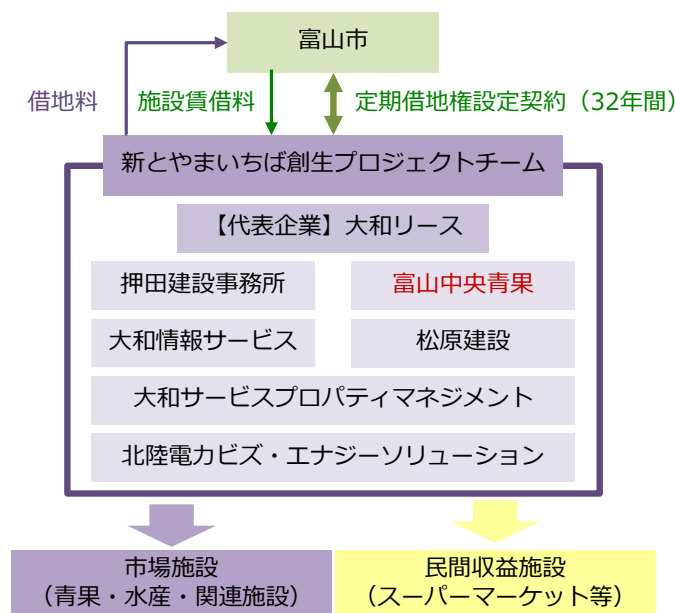 富山市
借地料
施設賃借料
定期借地権設定契約（32年間）
新とやまいちば創生プロジェクトチーム
【代表企業】大和リース
押田建設事務所
富山中央青果
大和情報サービス
松原建設
大和サービスプロパティマネジメント
北陸電力ビズ・エナジーソリューション
市場施設
（青果・水産・関連施設）
民間収益施設
（スーパーマーケット等）